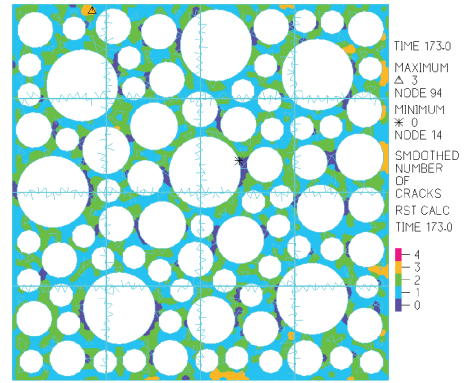 TIME 173.0
MAXIMUM
△ 3
NODE 94
MINIMUM
✳ 0
NODE 14
SMOOTHED
NUMBER
OF
CRACKS
RST CALC
TIME 173.0
4
3
2
1
0